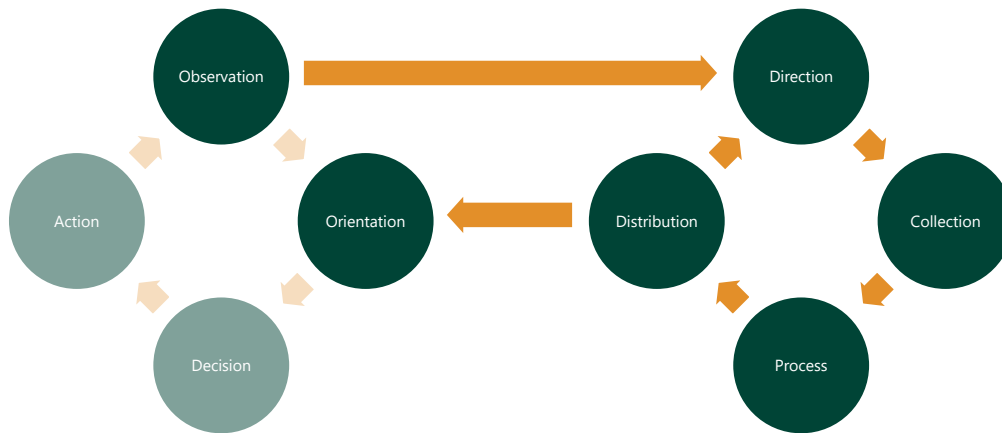 Observation
Direction
Action
Orientation
Distribution
Collection
Decision
Process